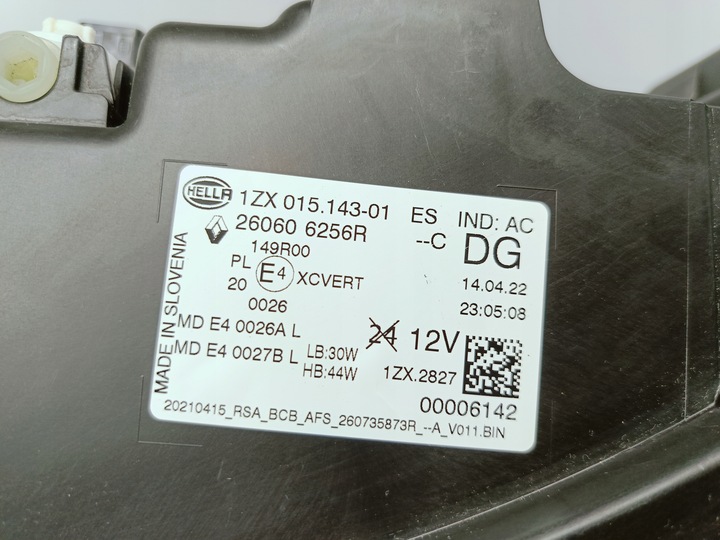 HELLA 1ZX 015.143-01 ES IND: AC
26060 6256R --C DG
149R00
PL E4 XCVERT 14.04.22
20
0026 23:05:08
MADE IN SLOVENIA
MD E4 0026A L 24 12V
MD E4 0027B L LB:30W
HB:44W 1ZX.2827
00006142
20210415_RSA_BCB_AFS_260735873R_--A_V011.BIN